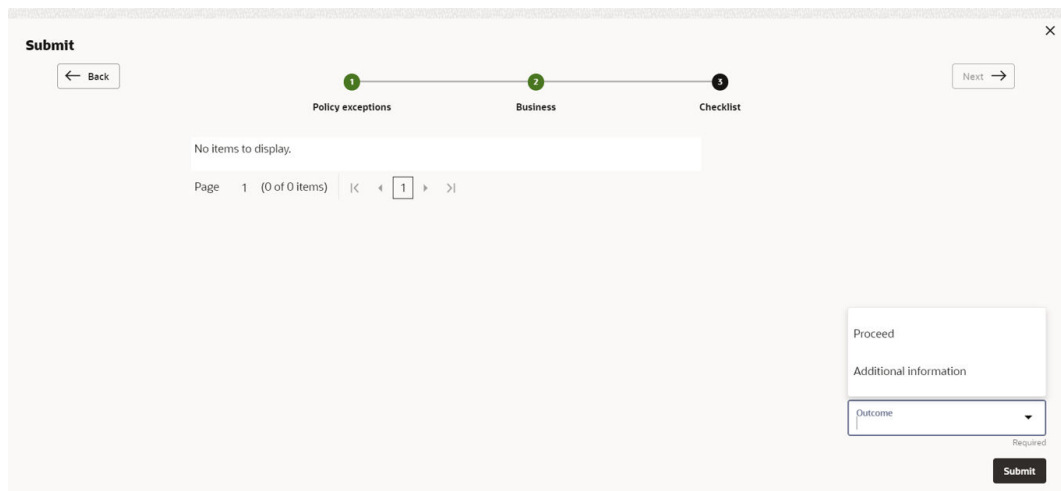 Submit
Back
Next
1
2
3
Policy exceptions
Business
Checklist
No items to display.
Page 1 (0 of 0 items) 1
Proceed
Additional information
Outcome
Required
Submit